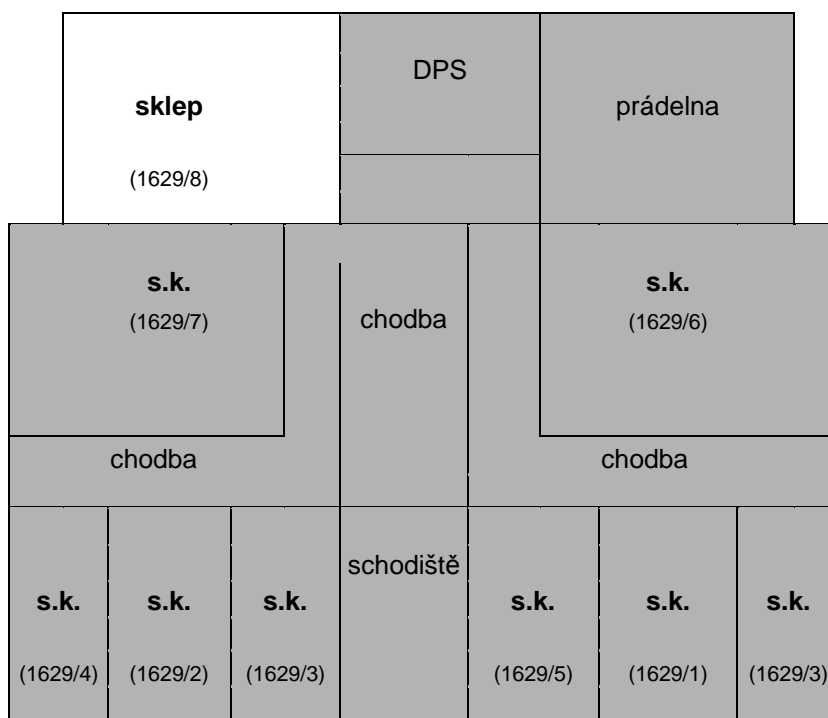 DPS
sklep
prádelna
(1629/8)
s.k.
s.k.
(1629/7)
chodba
(1629/6)
chodba
chodba
schodiště
s.k.
s.k.
s.k.
s.k.
s.k.
s.k.
(1629/4)
(1629/2)
(1629/3)
(1629/5)
(1629/1)
(1629/3)